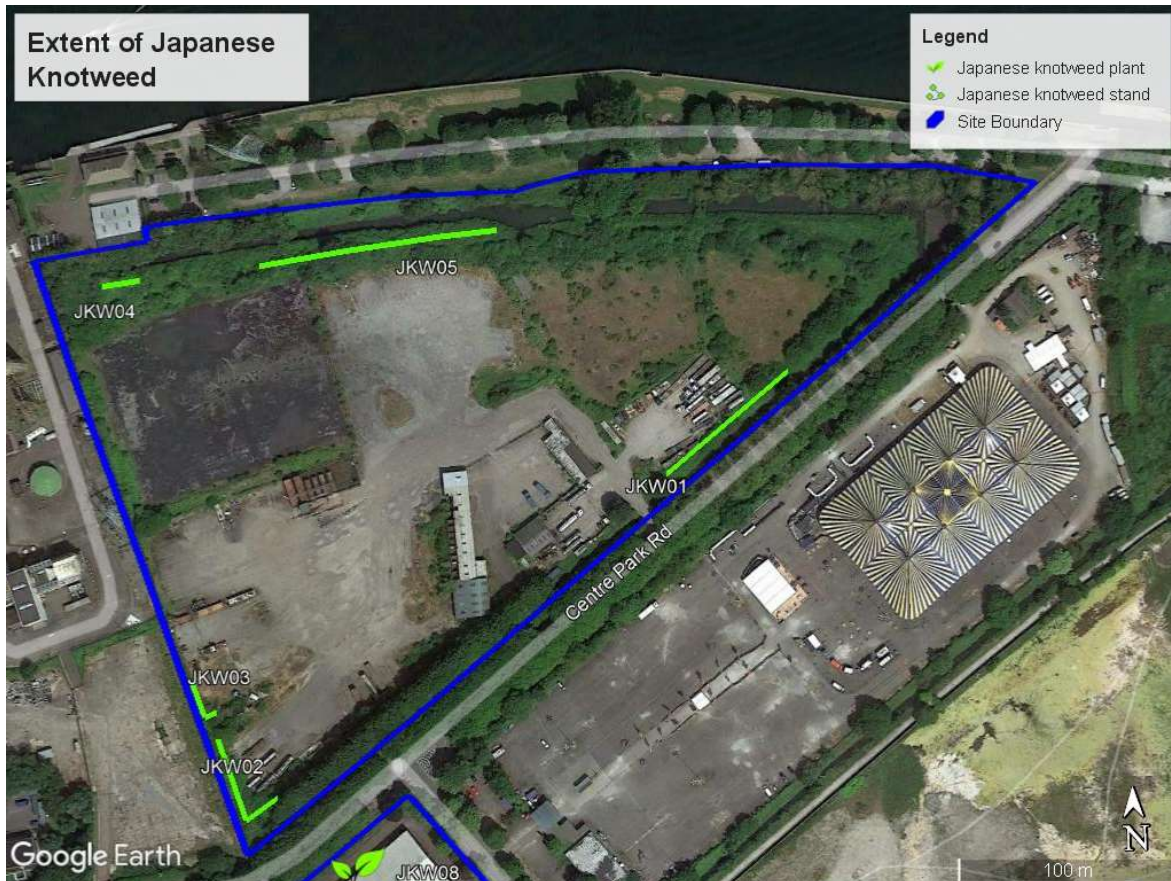 Extent of Japanese
Knotweed
Legend
Japanese knotweed plant
Japanese knotweed stand
Site Boundary
JKW05
JKW04
JKW01
Centre Park Rd
JKW03
JKW02
JKW08
Google Earth
N
100 m